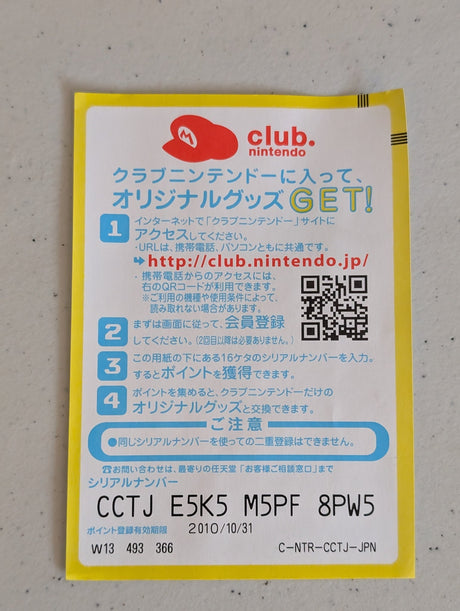 M
club.
nintendo
クラブニンテンドーに入って、
オリジナルグッズGET!
1 インターネットで「クラブニンテンドー」サイトに
アクセスしてください。
・URLは、携帯電話、パソコンともに共通です。
http://club.nintendo.jp/
・携帯電話からのアクセスには、
右のQRコードが利用できます。
※ご利用の機種や使用条件によって、
読み取れない場合があります。
2 まずは画面に従って、会員登録
してください。(2回目以降は必要ありません。)
3 この用紙の下にある16ケタのシリアルナンバーを入力。
するとポイントを獲得できます。
4 ポイントを集めると、クラブニンテンドーだけの
オリジナルグッズと交換できます。
ご注意
●同じシリアルナンバーを使っての二重登録はできません。
☎お問い合わせは、最寄りの任天堂「お客様ご相談窓口」まで
シリアルナンバー
CCTJ E5K5 M5PF 8PW5
ポイント登録有効期限 2010/10/31
W13 493 366 C-NTR-CCTJ-JPN